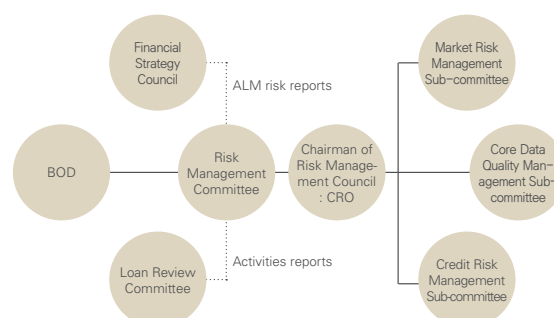 Financial
Strategy
Council
ALM risk reports
Market Risk
Management
Sub-committee
BOD
Risk
Management
Committee
Chairman of
Risk Manage-
ment Council
: CRO
Core Data
Quality Man-
agement Sub-
committee
Activities reports
Loan Review
Committee
Credit Risk
Management
Sub-committee